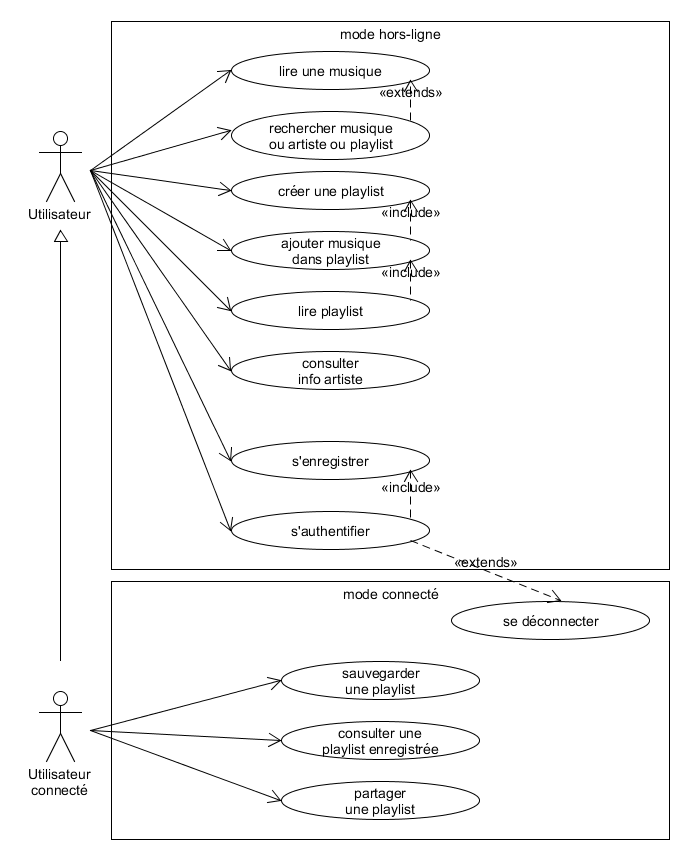 mode hors-ligne
lire une musique
«extends»
rechercher musique
ou artiste ou playlist
créer une playlist
Utilisateur
«include»
ajouter musique
dans playlist
«include»
lire playlist
consulter
info artiste
s'enregistrer
«include»
s'authentifier
«extends»
mode connecté
se déconnecter
sauvegarder
une playlist
consulter une
playlist enregistrée
Utilisateur
connecté
partager
une playlist